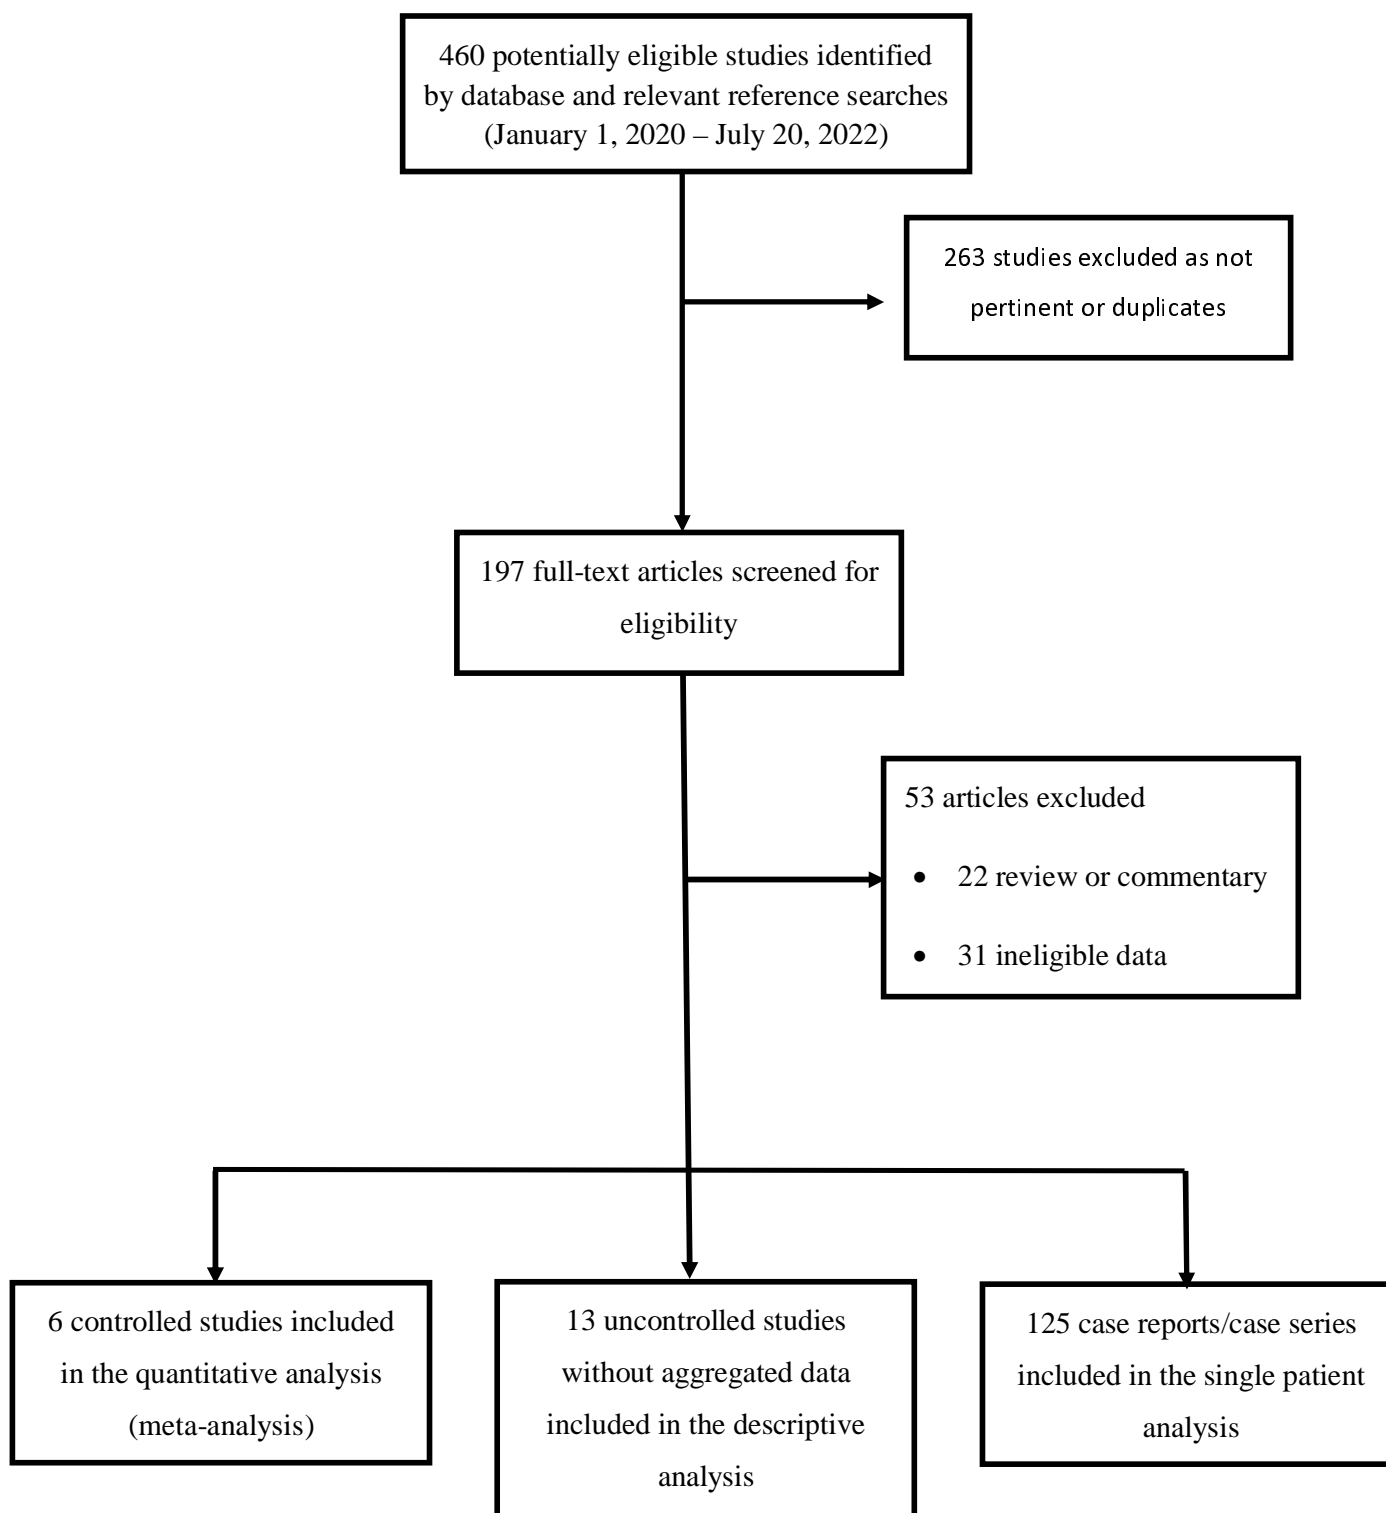 460 potentially eligible studies identified
by database and relevant reference searches
(January 1, 2020 – July 20, 2022)
263 studies excluded as not
pertinent or duplicates
197 full-text articles screened for
eligibility
53 articles excluded
• 22 review or commentary
• 31 ineligible data
6 controlled studies included
in the quantitative analysis
(meta-analysis)
13 uncontrolled studies
without aggregated data
included in the descriptive
analysis
125 case reports/case series
included in the single patient
analysis